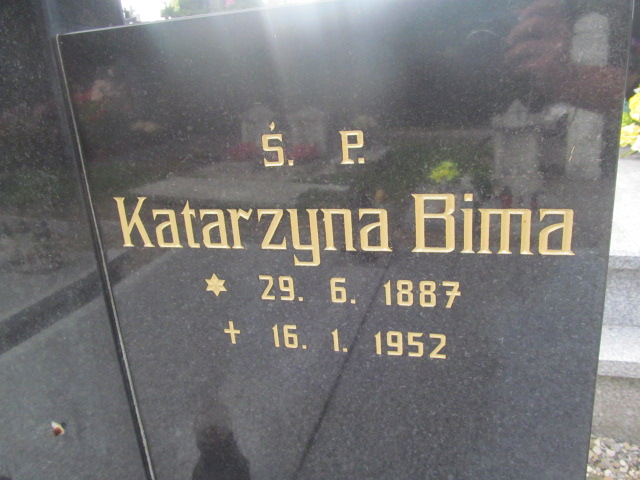 Ś. P.
Katarzyna Bima
* 29. 6. 1887
+ 16. 1. 1952